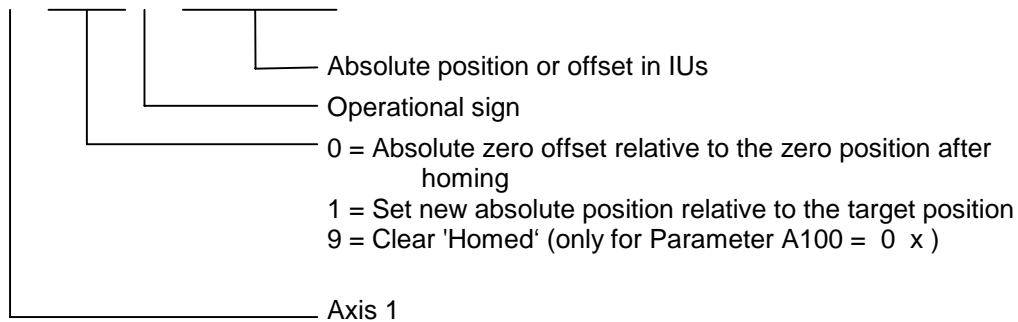 Absolute position or offset in IUs
Operational sign
0 = Absolute zero offset relative to the zero position after
homing
1 = Set new absolute position relative to the target position
9 = Clear 'Homed‘ (only for Parameter A100 = 0 x )
Axis 1